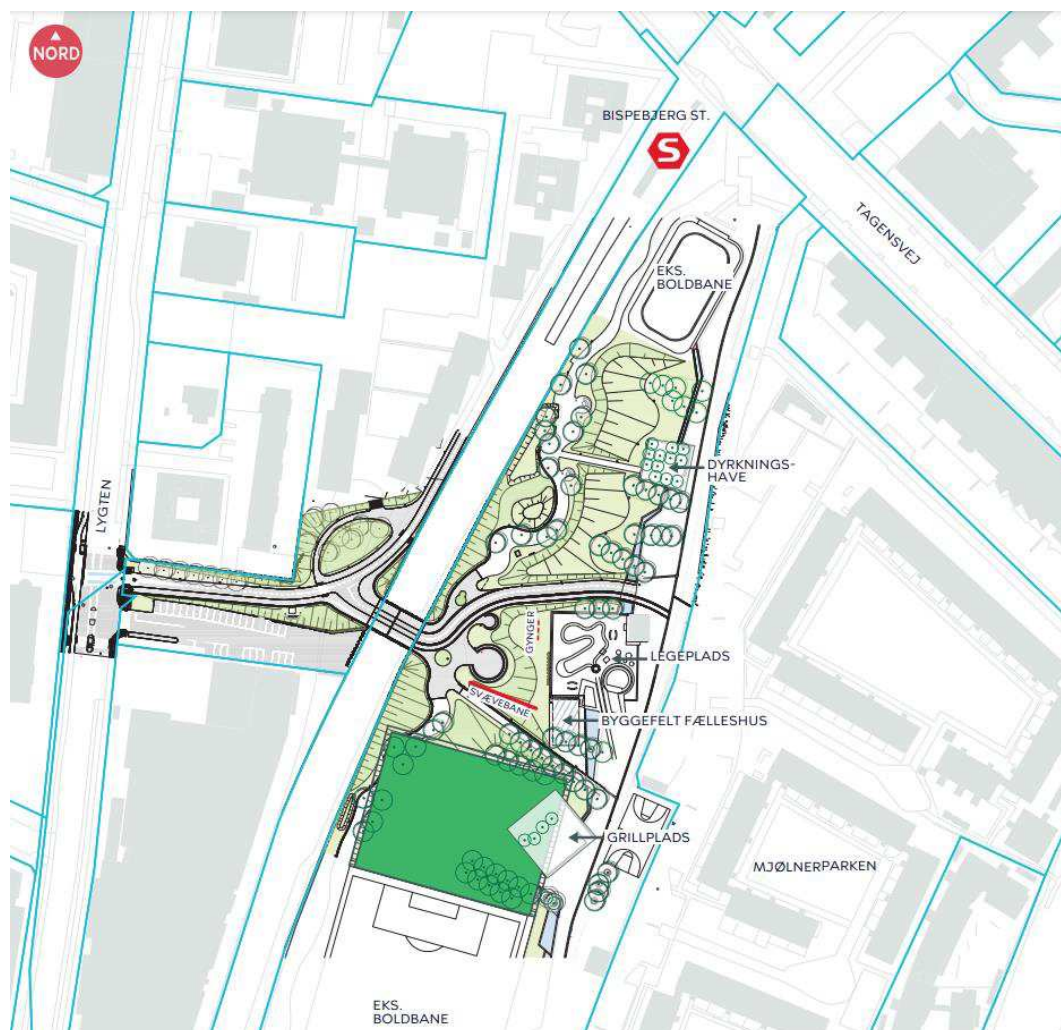 NORD
BISPEBJERG ST.
S
TAGENSVEJ
EKS.
BOLDBANE
DYRKNINGS-
HAVE
LYGTEN
GYNGER
LEGEPLADS
SVÆVEBANE
BYGGEFELT FÆLLESHUS
GRILLPLADS
MJØLNERPARKEN
EKS.
BOLDBANE